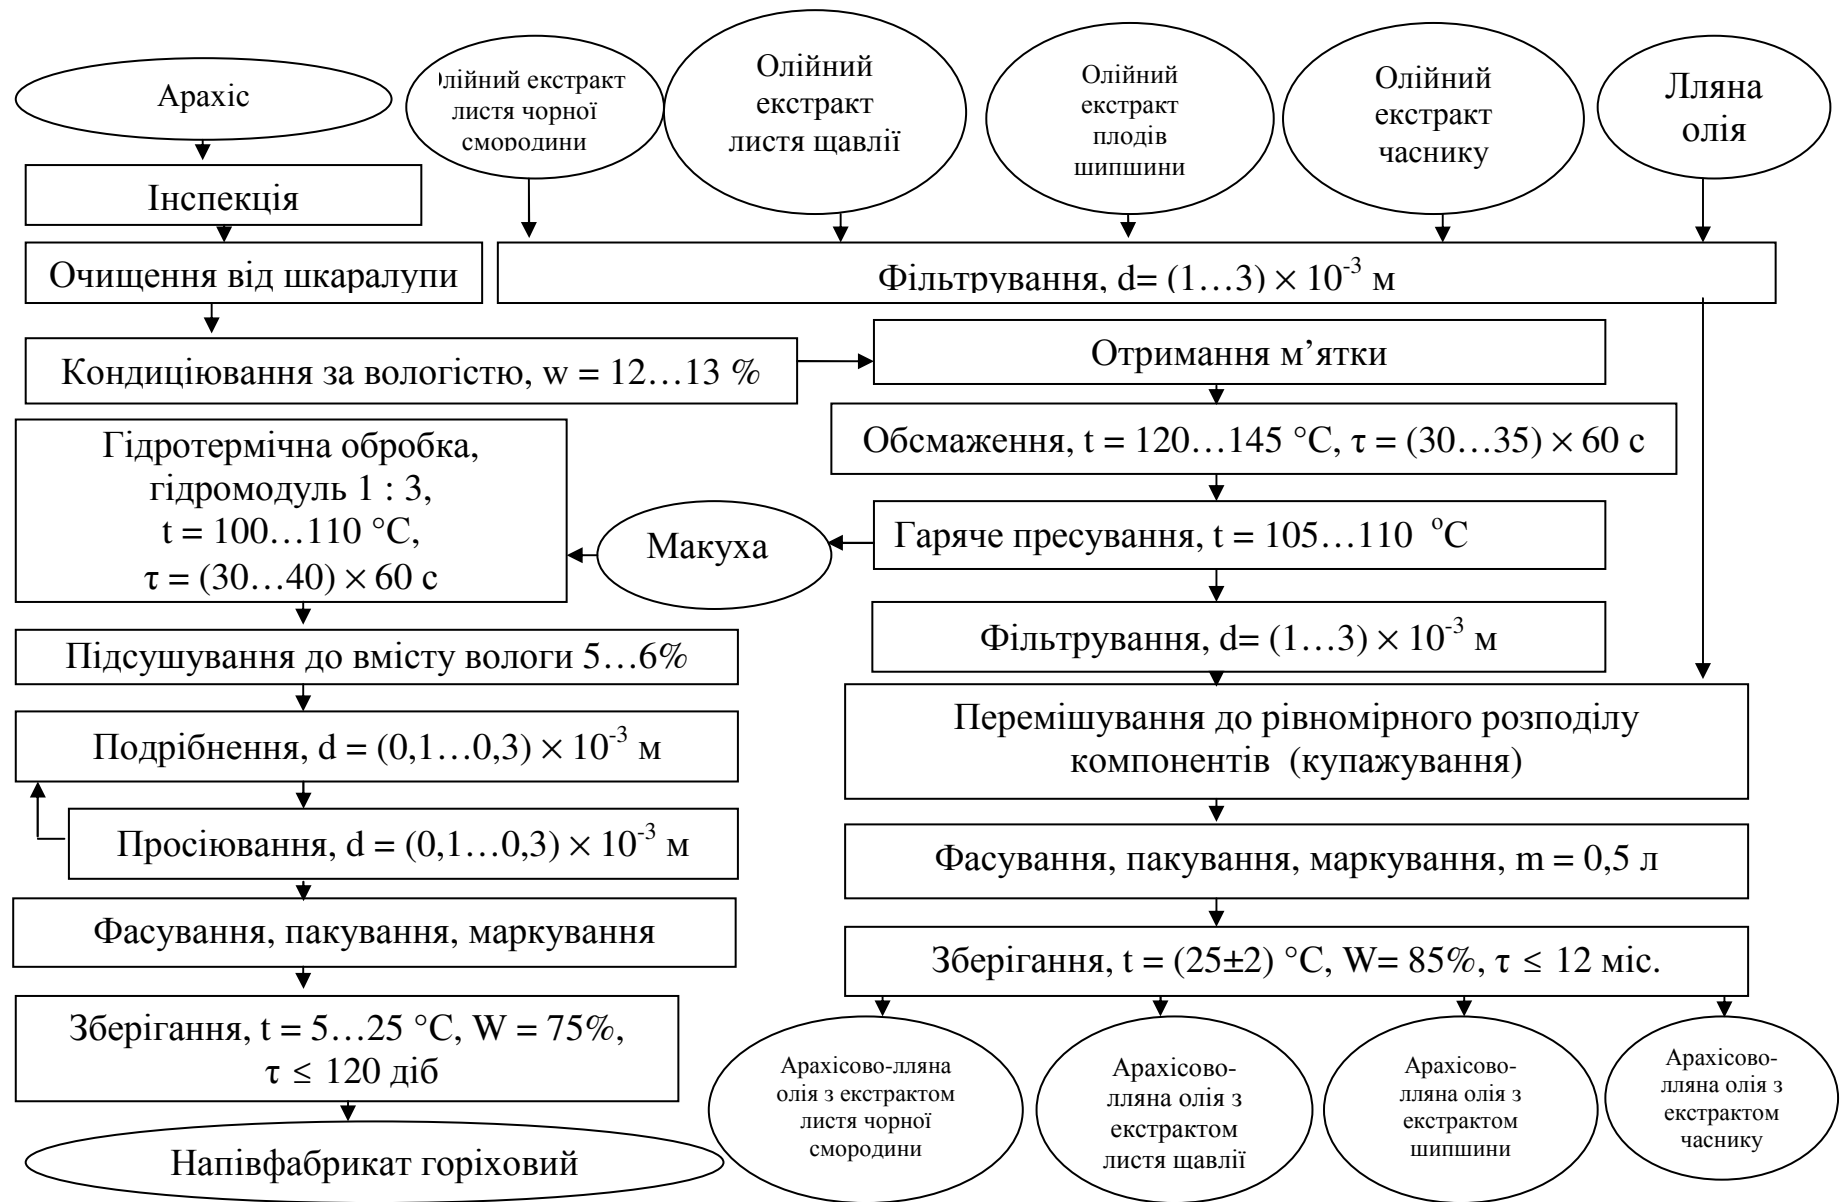 Арахіс
лійний екстракт
листя чорної
смородини
Олійний
екстракт
листя щавлії
Олійний
екстракт
плодів
шипшини
Олійний
екстракт
часнику
Лляна
олія
Інспекція
Очищення від шкаралупи
Фільтрування, d= (1…3) × 10⁻³ м
Кондиціювання за вологістю, w = 12…13 %
Отримання м’ятки
Обсмаження, t = 120…145 °C, τ = (30…35) × 60 с
Гідротермічна обробка,
гідромодуль 1 : 3,
t = 100…110 °C,
τ = (30…40) × 60 с
Макуха
Гаряче пресування, t = 105…110 ºС
Фільтрування, d= (1…3) × 10⁻³ м
Підсушування до вмісту вологи 5…6%
Перемішування до рівномірного розподілу
компонентів (купажування)
Подрібнення, d = (0,1…0,3) × 10⁻³ м
Просіювання, d = (0,1…0,3) × 10⁻³ м
Фасування, пакування, маркування, m = 0,5 л
Фасування, пакування, маркування
Зберігання, t = (25±2) °C, W= 85%, τ ≤ 12 міс.
Зберігання, t = 5…25 °C, W = 75%,
τ ≤ 120 діб
Арахісово-лляна
олія з екстрактом
листя чорної
смородини
Арахісово-
лляна олія з
екстрактом
листя щавлії
Арахісово-
лляна олія з
екстрактом
шипшини
Арахісово-
лляна олія з
екстрактом
часнику
Напівфабрикат горіховий